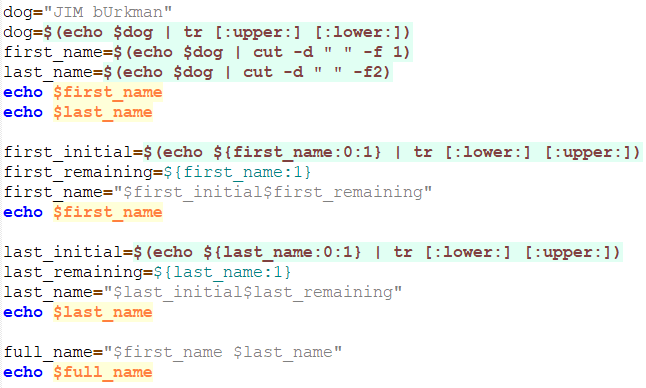 dog="JIM bUrkman"
dog=$(echo $dog | tr [:upper:] [:lower:])
first_name=$(echo $dog | cut -d " " -f 1)
last_name=$(echo $dog | cut -d " " -f2)
echo $first_name
echo $last_name

first_initial=$(echo ${first_name:0:1} | tr [:lower:] [:upper:])
first_remaining=${first_name:1}
first_name="$first_initial$first_remaining"
echo $first_name

last_initial=$(echo ${last_name:0:1} | tr [:lower:] [:upper:])
last_remaining=${last_name:1}
last_name="$last_initial$last_remaining"
echo $last_name

full_name="$first_name $last_name"
echo $full_name